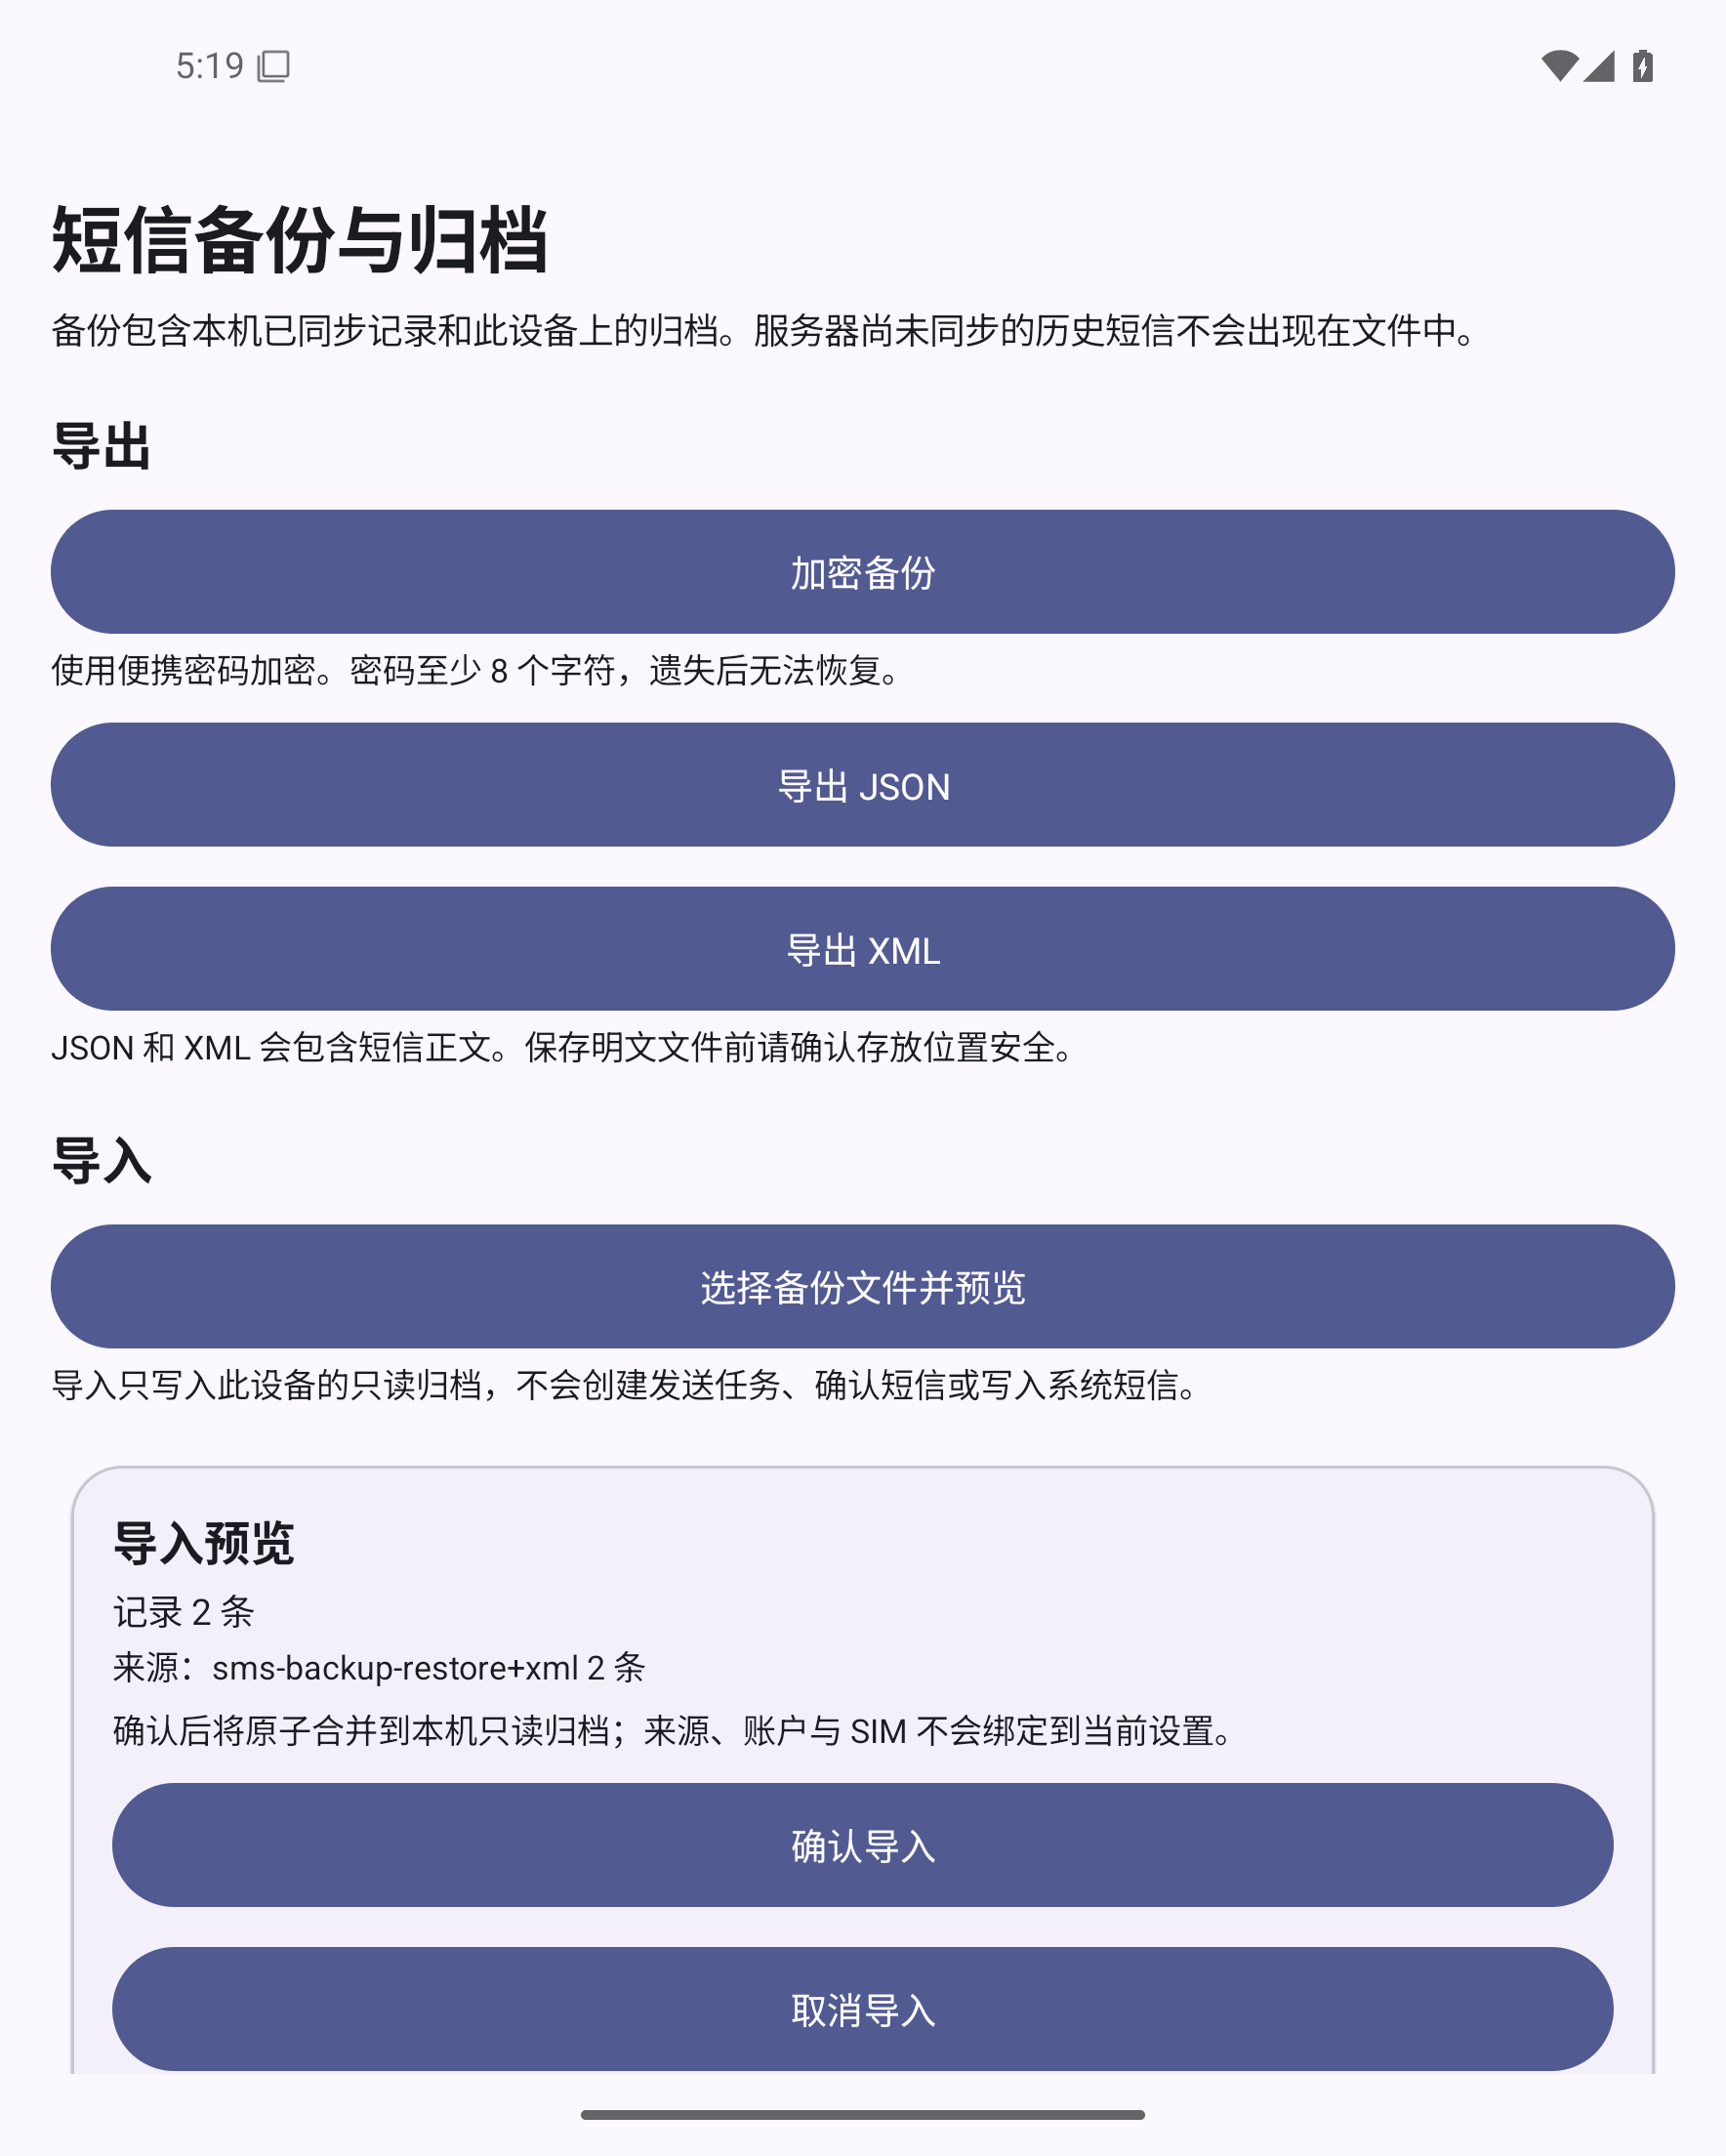 5:19
短信备份与归档
备份包含本机已同步记录和此设备上的归档。服务器尚未同步的历史短信不会出现在文件中。
导出
加密备份
使用便携密码加密。密码至少 8 个字符，遗失后无法恢复。
导出 JSON
导出 XML
JSON 和 XML 会包含短信正文。保存明文文件前请确认存放位置安全。
导入
选择备份文件并预览
导入只写入此设备的只读归档，不会创建发送任务、确认短信或写入系统短信。
导入预览
记录 2 条
来源：sms-backup-restore+xml 2 条
确认后将原子合并到本机只读归档；来源、账户与 SIM 不会绑定到当前设置。
确认导入
取消导入